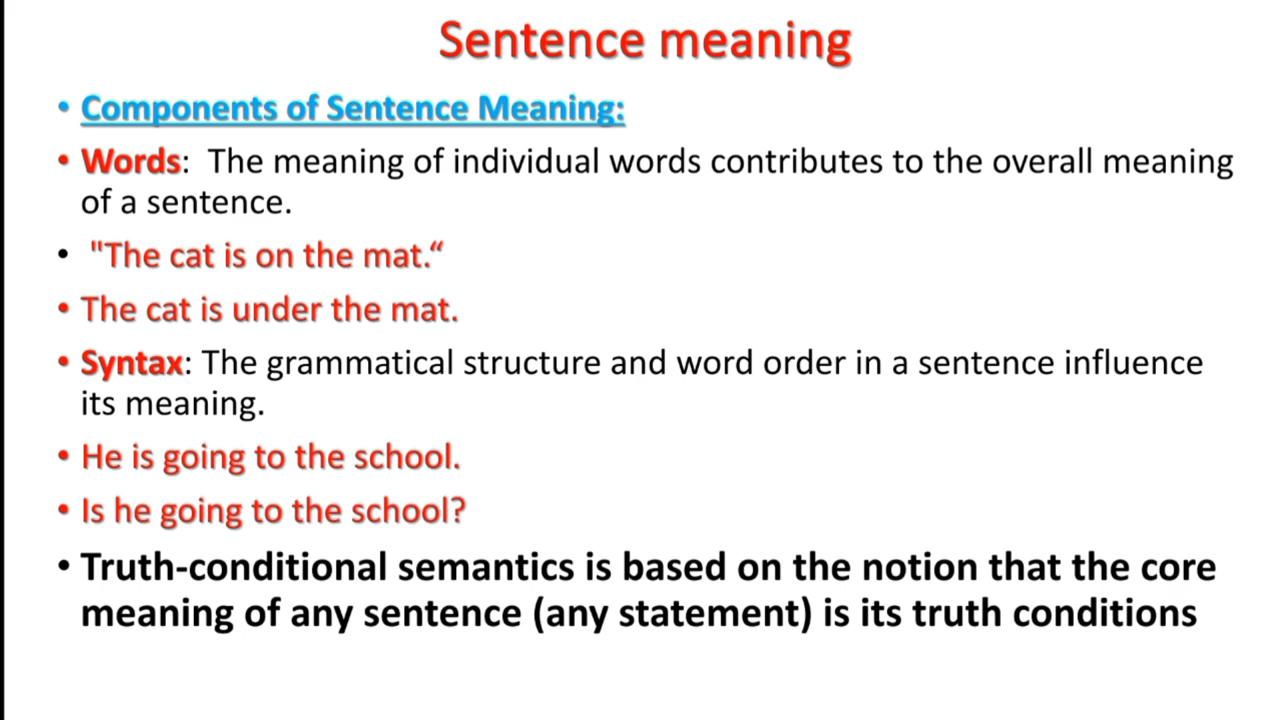 Sentence meaning
• Components of Sentence Meaning:
• Words:  The meaning of individual words contributes to the overall meaning
of a sentence.
• "The cat is on the mat.“
• The cat is under the mat.
• Syntax: The grammatical structure and word order in a sentence influence
its meaning.
• He is going to the school.
• Is he going to the school?
• Truth-conditional semantics is based on the notion that the core
meaning of any sentence (any statement) is its truth conditions